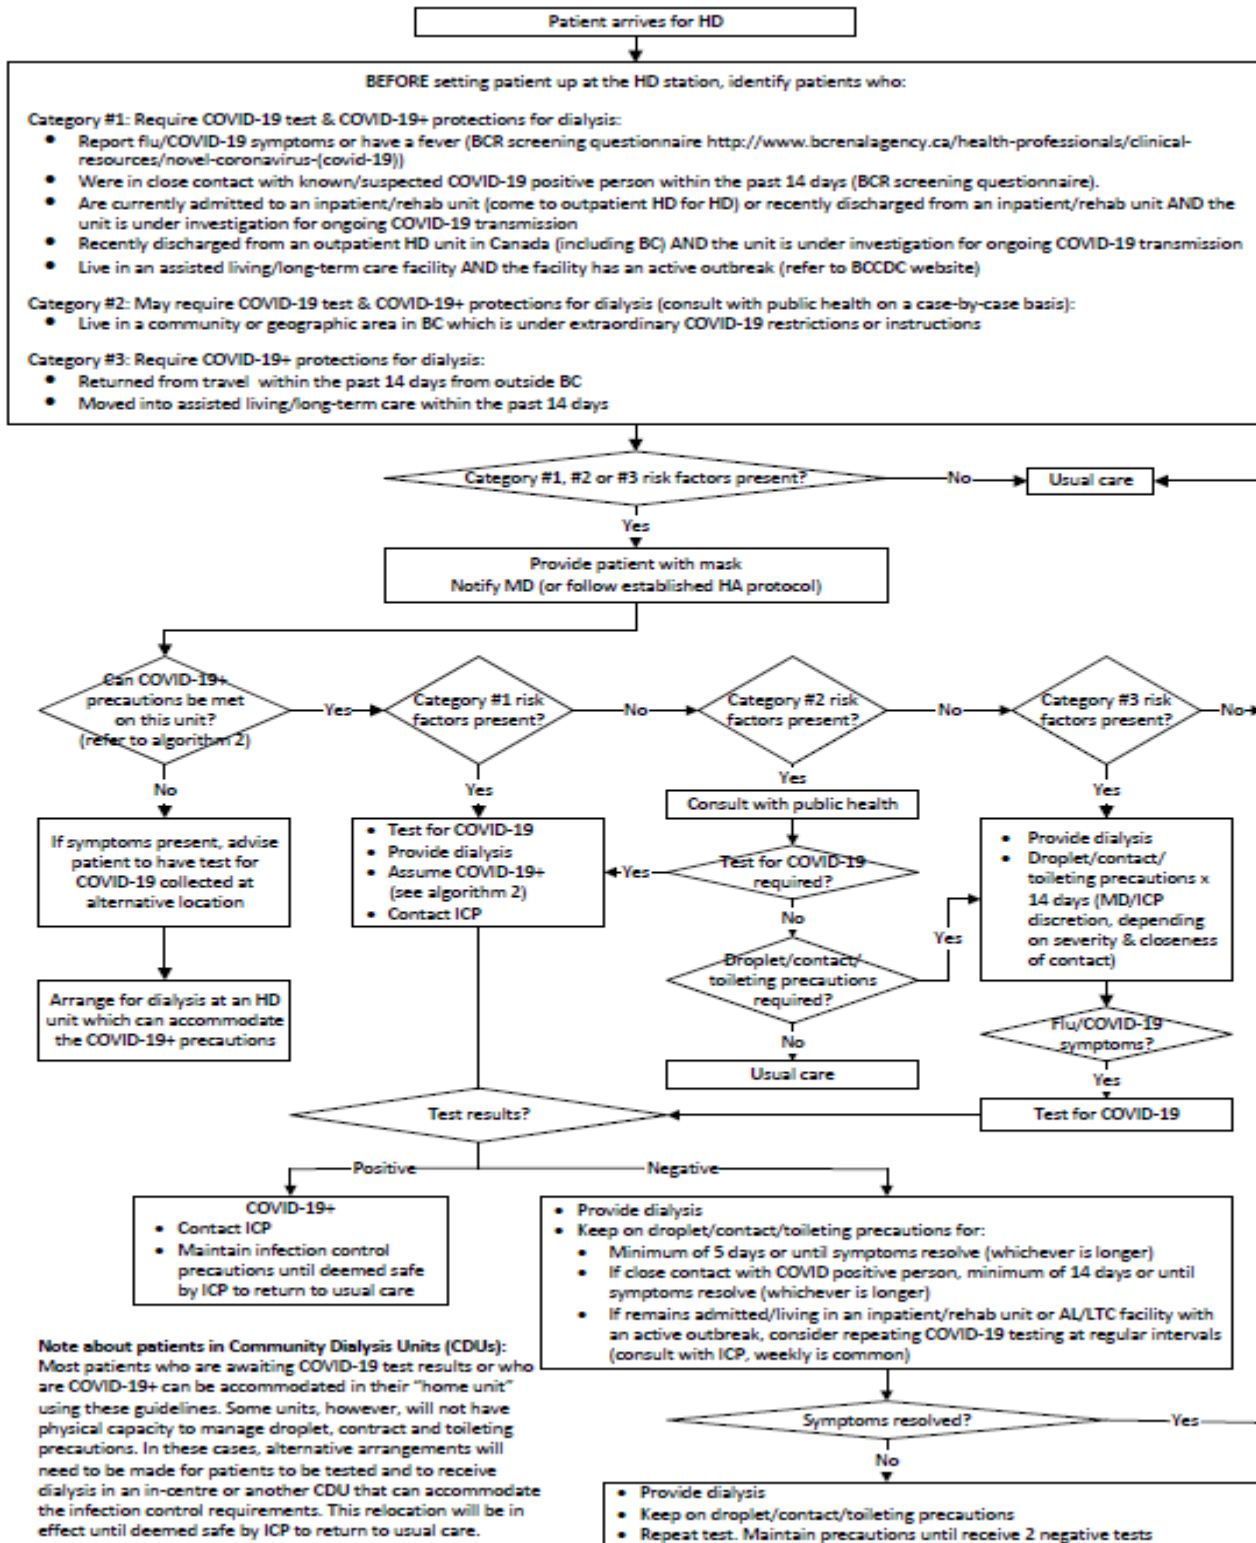 Patient arrives for HD
BEFORE setting patient up at the HD station, identify patients who:
Category #1: Require COVID-19 test & COVID-19+ protections for dialysis:
• Report flu/COVID-19 symptoms or have a fever (BCR screening questionnaire http://www.bcrenalagency.ca/health-professionals/clinical-
resources/novel-coronavirus-(covid-19))
• Were in close contact with known/suspected COVID-19 positive person within the past 14 days (BCR screening questionnaire).
• Are currently admitted to an inpatient/rehab unit (come to outpatient HD for HD) or recently discharged from an inpatient/rehab unit AND the
unit is under investigation for ongoing COVID-19 transmission
• Recently discharged from an outpatient HD unit in Canada (including BC) AND the unit is under investigation for ongoing COVID-19 transmission
• Live in an assisted living/long-term care facility AND the facility has an active outbreak (refer to BCCDC website)
Category #2: May require COVID-19 test & COVID-19+ protections for dialysis (consult with public health on a case-by-case basis):
• Live in a community or geographic area in BC which is under extraordinary COVID-19 restrictions or instructions
Category #3: Require COVID-19+ protections for dialysis:
• Returned from travel within the past 14 days from outside BC
• Moved into assisted living/long-term care within the past 14 days
Category #1, #2 or #3 risk factors present?
No
Usual care
Yes
Provide patient with mask
Notify MD (or follow established HA protocol)
Can COVID-19+
precautions be met
on this unit?
(refer to algorithm 2)
Yes
Category #1 risk
factors present?
No
Category #2 risk
factors present?
No
Category #3 risk
factors present?
No
No
If symptoms present, advise
patient to have test for
COVID-19 collected at
alternative location
Arrange for dialysis at an HD
unit which can accommodate
the COVID-19+ precautions
Yes
• Test for COVID-19
• Provide dialysis
• Assume COVID-19+
(see algorithm 2)
• Contact ICP
Yes
Consult with public health
Test for COVID-19
required?
Yes
No
Droplet/contact/
toileting precautions
required?
Yes
No
Usual care
Yes
• Provide dialysis
• Droplet/contact/
toileting precautions x
14 days (MD/ICP
discretion, depending
on severity & closeness
of contact)
Flu/COVID-19
symptoms?
Yes
Test for COVID-19
Test results?
Positive
Negative
COVID-19+
• Contact ICP
• Maintain infection control
precautions until deemed safe
by ICP to return to usual care
• Provide dialysis
• Keep on droplet/contact/toileting precautions for:
• Minimum of 5 days or until symptoms resolve (whichever is longer)
• If close contact with COVID positive person, minimum of 14 days or until
symptoms resolve (whichever is longer)
• If remains admitted/living in an inpatient/rehab unit or AL/LTC facility with
an active outbreak, consider repeating COVID-19 testing at regular intervals
(consult with ICP, weekly is common)
Symptoms resolved?
Yes
No
• Provide dialysis
• Keep on droplet/contact/toileting precautions
• Repeat test. Maintain precautions until receive 2 negative tests
Note about patients in Community Dialysis Units (CDUs):
Most patients who are awaiting COVID-19 test results or who
are COVID-19+ can be accommodated in their "home unit"
using these guidelines. Some units, however, will not have
physical capacity to manage droplet, contract and toileting
precautions. In these cases, alternative arrangements will
need to be made for patients to be tested and to receive
dialysis in an in-centre or another CDU that can accommodate
the infection control requirements. This relocation will be in
effect until deemed safe by ICP to return to usual care.